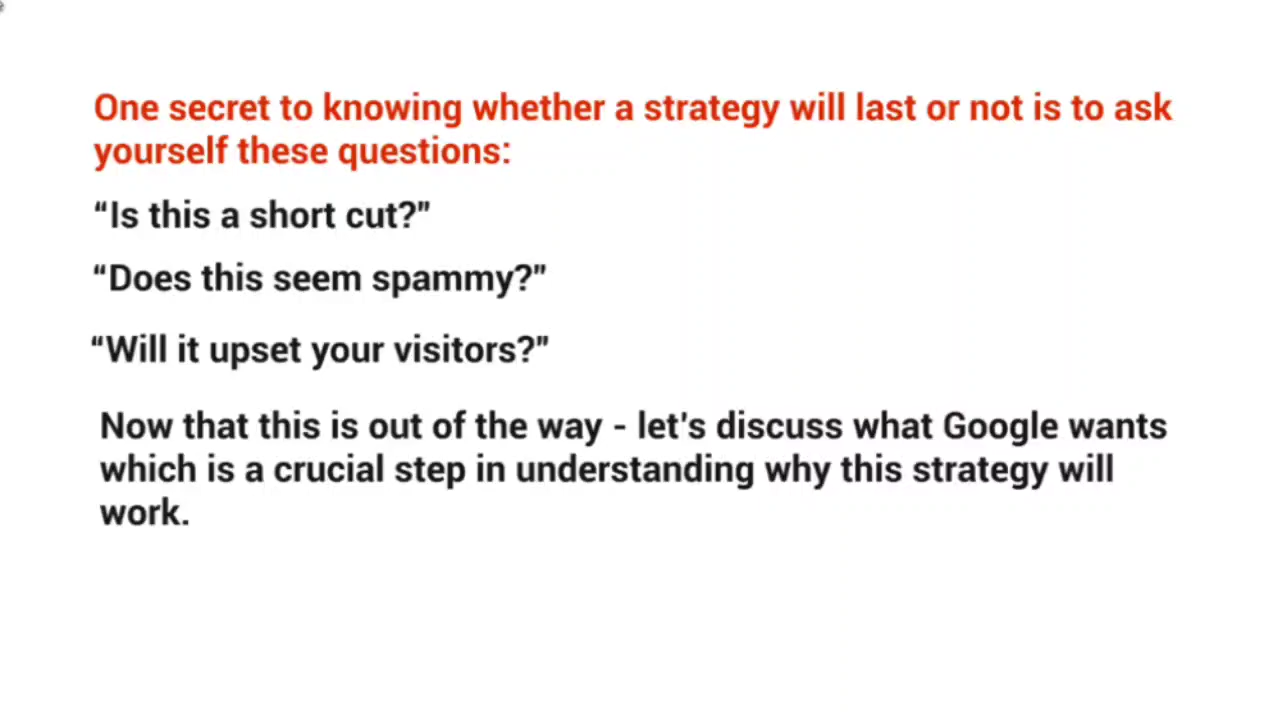 One secret to knowing whether a strategy will last or not is to ask
yourself these questions:
“Is this a short cut?”
“Does this seem spammy?”
“Will it upset your visitors?”
Now that this is out of the way - let's discuss what Google wants
which is a crucial step in understanding why this strategy will
work.